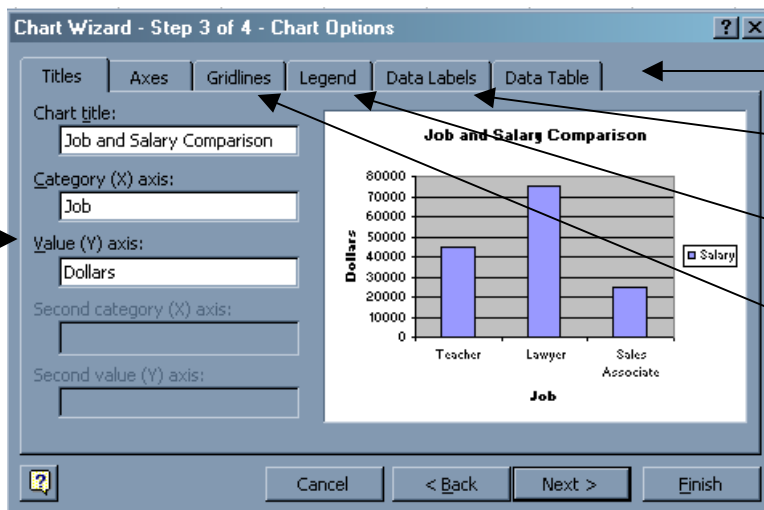 Chart Wizard - Step 3 of 4 - Chart Options
Titles Axes Gridlines Legend Data Labels Data Table
Chart title:
Job and Salary Comparison
Category (X) axis:
Job
Value (Y) axis:
Dollars
Second category (X) axis:
Second value (Y) axis:
Job and Salary Comparison
80000
70000
60000
50000
40000
30000
20000
10000
0
Dollars
Teacher Lawyer Sales
Associate
Job
Salary
Cancel < Back Next > Finish